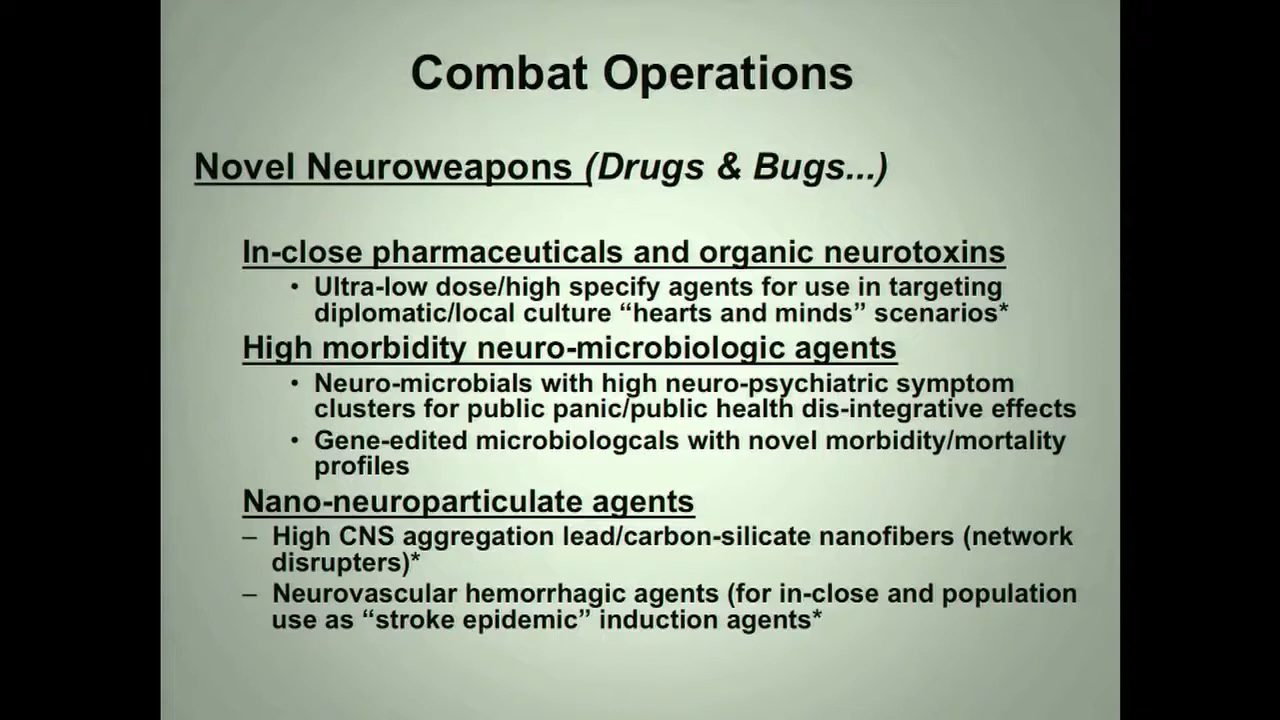 Combat Operations
Novel Neuroweapons (Drugs & Bugs...)
In-close pharmaceuticals and organic neurotoxins
• Ultra-low dose/high specify agents for use in targeting
diplomatic/local culture “hearts and minds” scenarios*
High morbidity neuro-microbiologic agents
• Neuro-microbials with high neuro-psychiatric symptom
clusters for public panic/public health dis-integrative effects
• Gene-edited microbiologcals with novel morbidity/mortality
profiles
Nano-neuroparticulate agents
– High CNS aggregation lead/carbon-silicate nanofibers (network
disrupters)*
– Neurovascular hemorrhagic agents (for in-close and population
use as “stroke epidemic” induction agents*